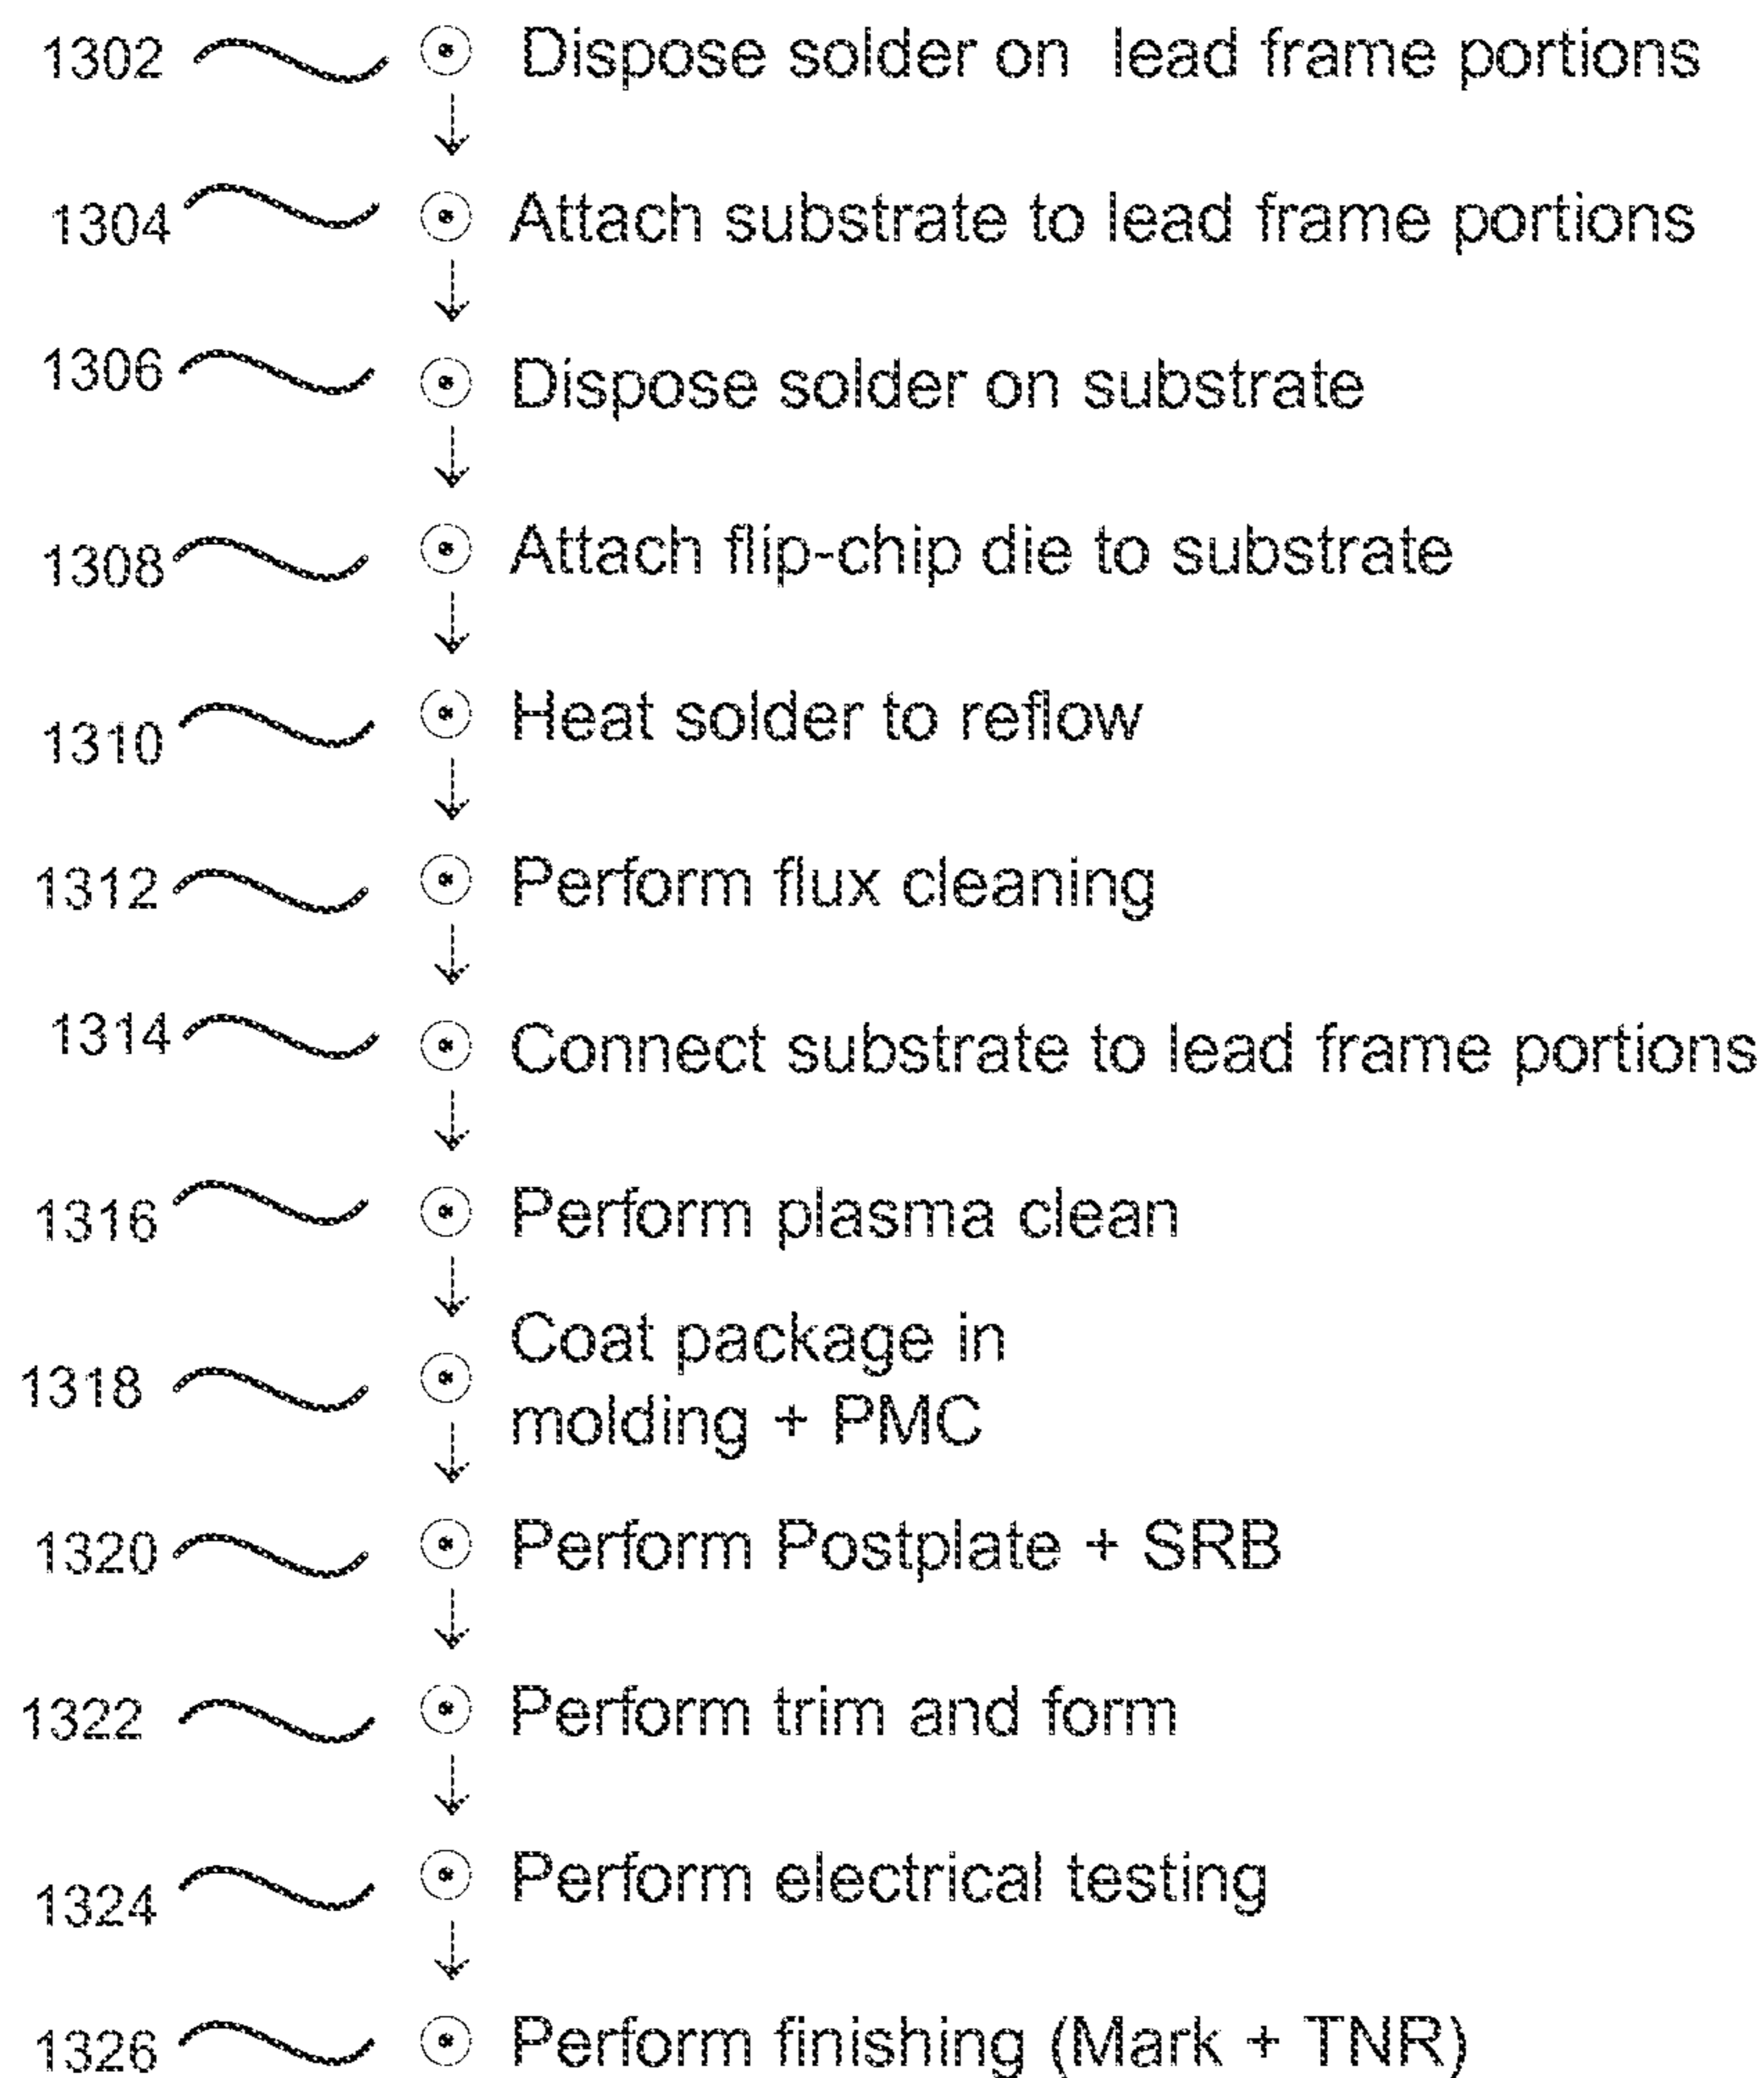 1302 Dispose solder on lead frame portions
1304 Attach substrate to lead frame portions
1306 Dispose solder on substrate
1308 Attach flip-chip die to substrate
1310 Heat solder to reflow
1312 Perform flux cleaning
1314 Connect substrate to lead frame portions
1316 Perform plasma clean
Coat package in
1318 molding + PMC
1320 Perform Postplate + SRB
1322 Perform trim and form
1324 Perform electrical testing
1326 Perform finishing (Mark + TNR)